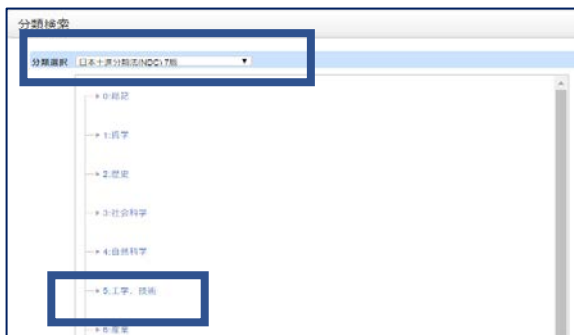 分類検索
分類選択 日本十進分類法(NDC) 7版
0:総記
1:哲学
2:歴史
3:社会科学
4:自然科学
5:工学、技術
6:産業